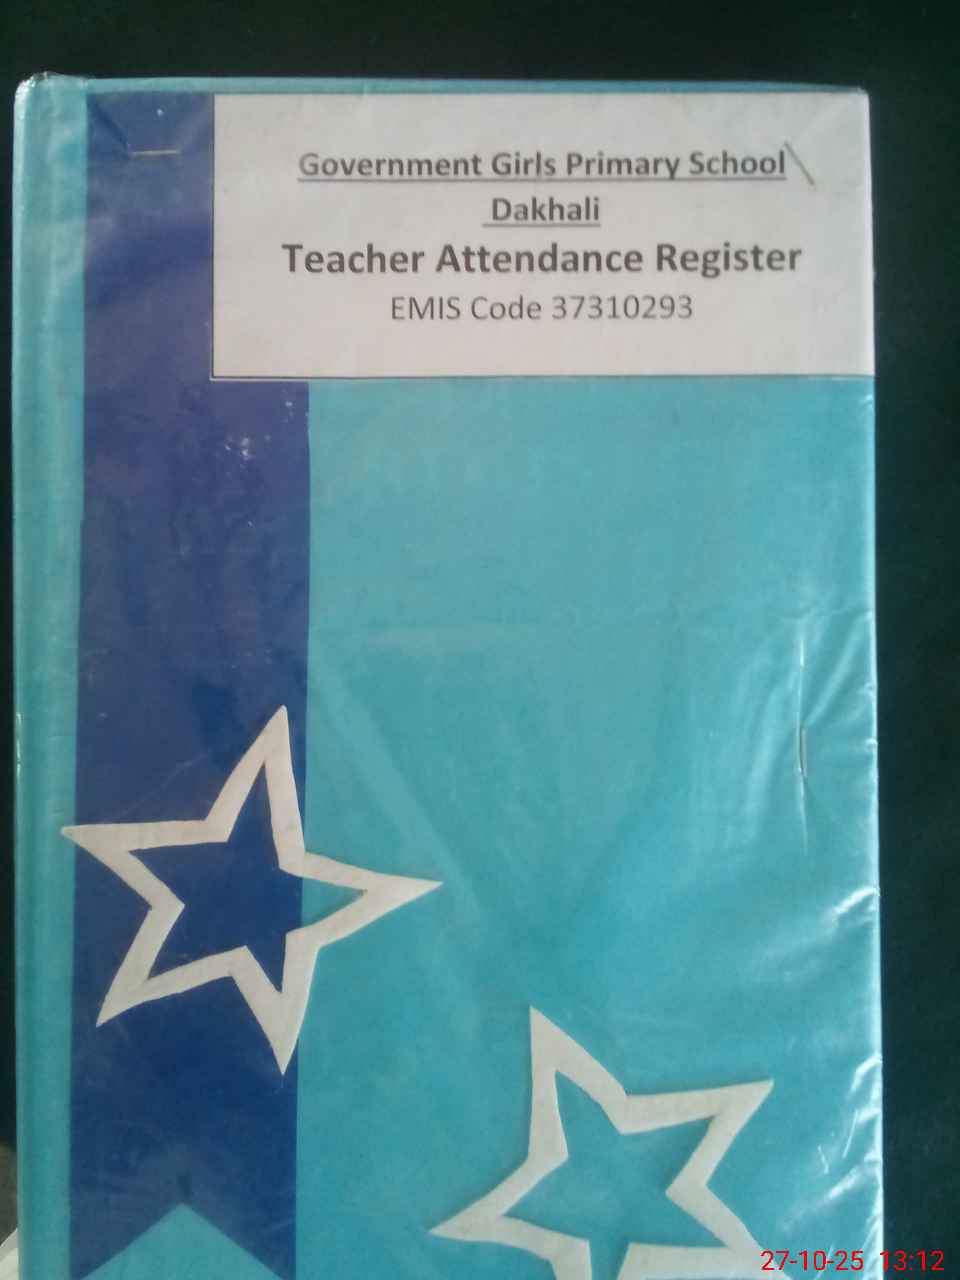 Government Girls Primary School
Dakhali
Teacher Attendance Register
EMIS Code 37310293
27-10-25 13:12